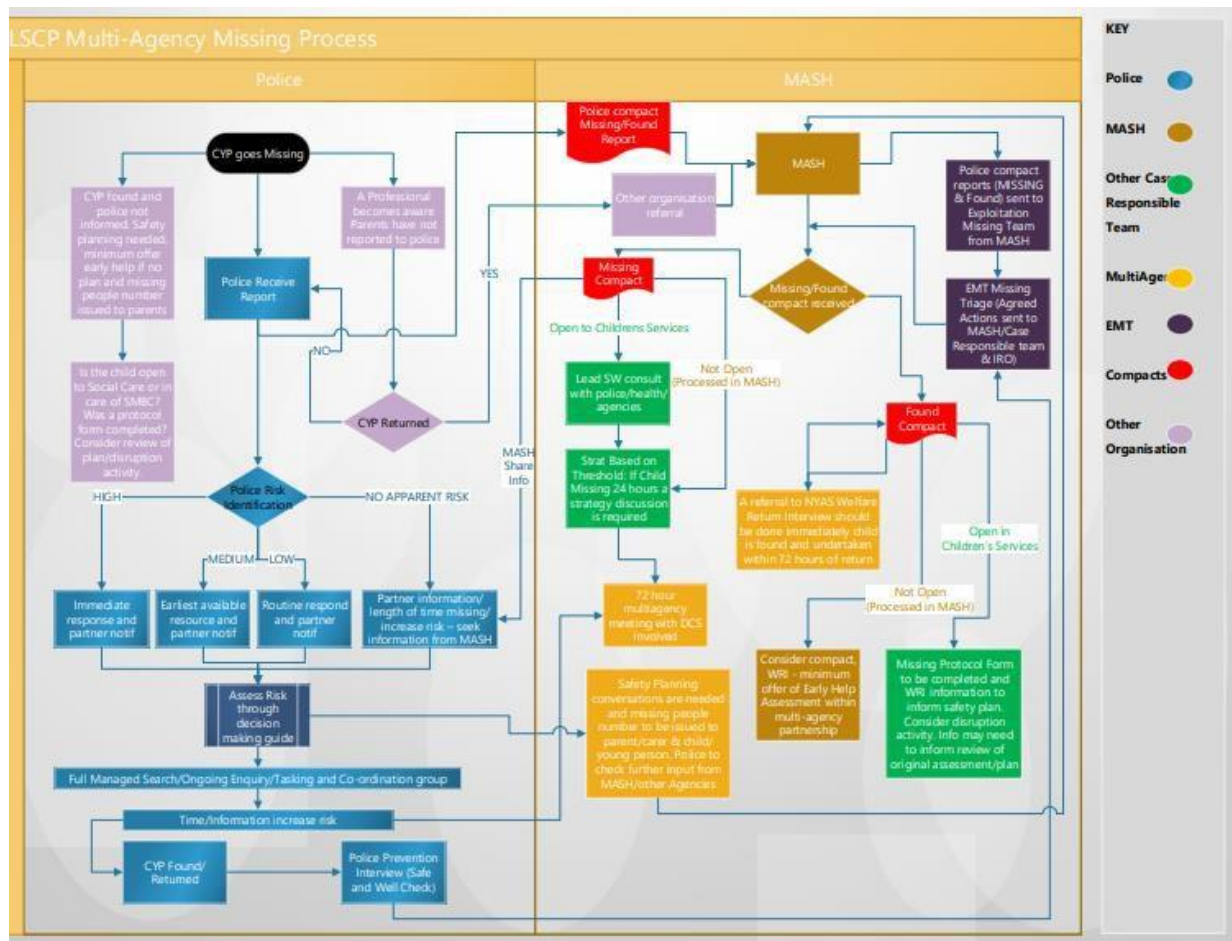 LSCP Multi-Agency Missing Process
Police
MASH
CYP goes Missing
CYP found and
police not
informed. Safety
planning needed,
minimum offer
early help if no
plan and missing
people number
issued to parents
Is the child open
to Social Care or in
care of SMBC?
Was a protocol
form completed?
Consider review of
plan/disruption
activity
A Professional
becomes aware
Parents have not
reported to police
Police Receive
Report
NO
YES
CYP Returned
Police Risk
Identification
HIGH
MEDIUM
LOW
NO APPARENT RISK
Immediate
response and
partner notif
Earliest available
resource and
partner notif
Routine respond
and partner
notif
Partner information/
length of time missing/
increase risk – seek
information from MASH
Assess Risk
through
decision
making guide
Full Managed Search/Ongoing Enquiry/Tasking and Co-ordination group
Time/Information increase risk
CYP Found/
Returned
Police Prevention
Interview (Safe
and Well Check)
Police compact
Missing/Found
Report
Other organisation
referral
MASH
Police compact
reports (MISSING
& Found) sent to
Exploitation
Missing Team
from MASH
Missing
Compact
Missing/Found
compact received
EMT Missing
Triage (Agreed
Actions sent to
MASH/Case
Responsible team
& IRO)
Open to Childrens Services
Not Open
(Processed in MASH)
Lead SW consult
with police/health/
agencies
MASH
Share
Info
Strat Based on
Threshold: If Child
Missing 24 hours a
strategy discussion
is required
Found
Compact
A referral to NYAS Welfare
Return Interview should
be done immediately child
is found and undertaken
within 72 hours of return
Open in
Children's Services
Not Open
(Processed in MASH)
72 hour
multiagency
meeting with DCS
involved
Safety Planning
conversations are needed
and missing people
number to be issued to
parent/carer & child/
young person. Police to
check further input from
MASH/other Agencies
Consider compact,
WRI - minimum
offer of Early Help
Assessment within
multi-agency
partnership
Missing Protocol Form
to be completed and
WRI information to
inform safety plan.
Consider disruption
activity. Info may need
to inform review of
original assessment/plan
KEY
Police
MASH
Other Case
Responsible
Team
MultiAge
EMT
Compacts
Other
Organisation